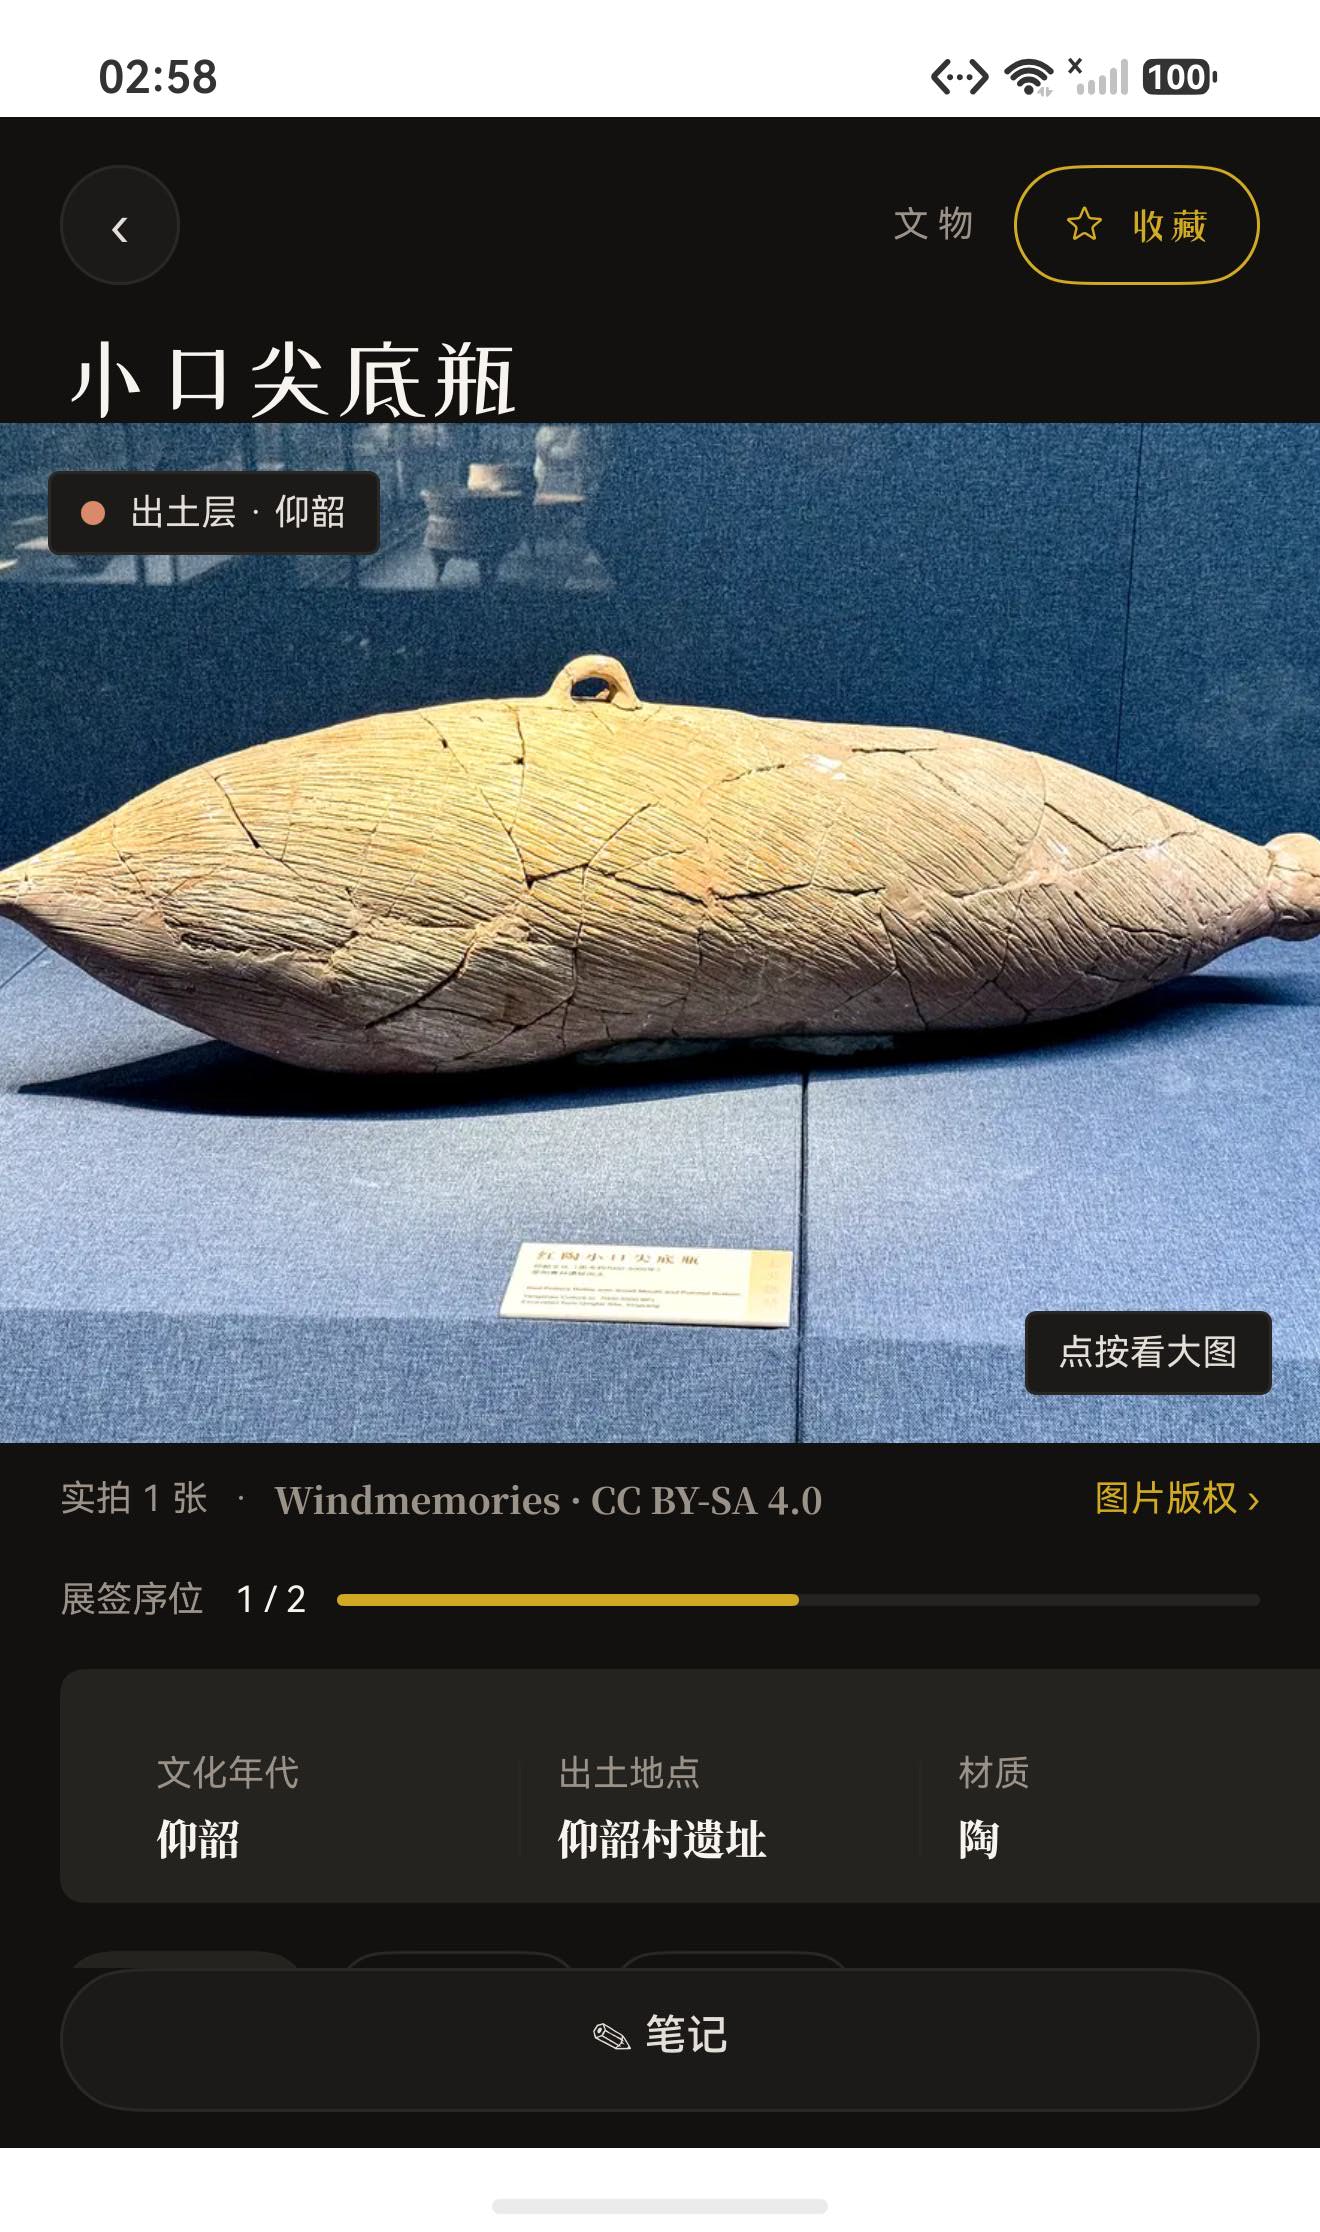 02:58
100
‹ 文物 ☆ 收藏
小口尖底瓶
出土层 · 仰韶
红陶小口尖底瓶
点按看大图
实拍 1 张 · Windmemories · CC BY-SA 4.0 图片版权 ›
展签序位 1 / 2
文化年代 出土地点 材质
仰韶 仰韶村遗址 陶
✎ 笔记